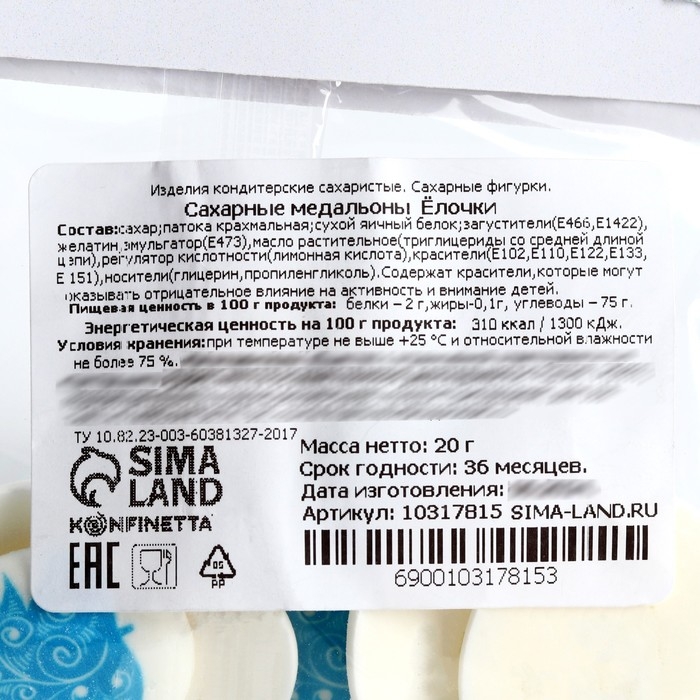 Изделия кондитерские сахаристые. Сахарные фигурки.
Сахарные медальоны Ёлочки
Состав:сахар;патока крахмальная;сухой яичный белок;загустители(Е466,Е1422),
желатин,эмульгатор(Е473),масло растительное(триглицериды со средней длиной
цэпи),регулятор кислотности(лимонная кислота),красители(Е102,Е110,Е122,Е133,
Е 151),носители(глицерин,пропиленгликоль).Содержат красители,которые могут
оказывать отрицательное влияние на активность и внимание детей.
Пищевая ценность в 100 г продукта: белки – 2 г,жиры-0,1г, углеводы – 75 г.
Энергетическая ценность на 100 г продукта: 310 ккал / 1300 кДж.
Условия хранения:при температуре не выше +25 °С и относительной влажности
не более 75 %.
ТУ 10.82.23-003-60381327-2017
SIMA
LAND
KONFINETTA
Масса нетто: 20 г
Срок годности: 36 месяцев.
Дата изготовления:
Артикул: 10317815 SIMA-LAND.RU
6900103178153
EAC
05
PP